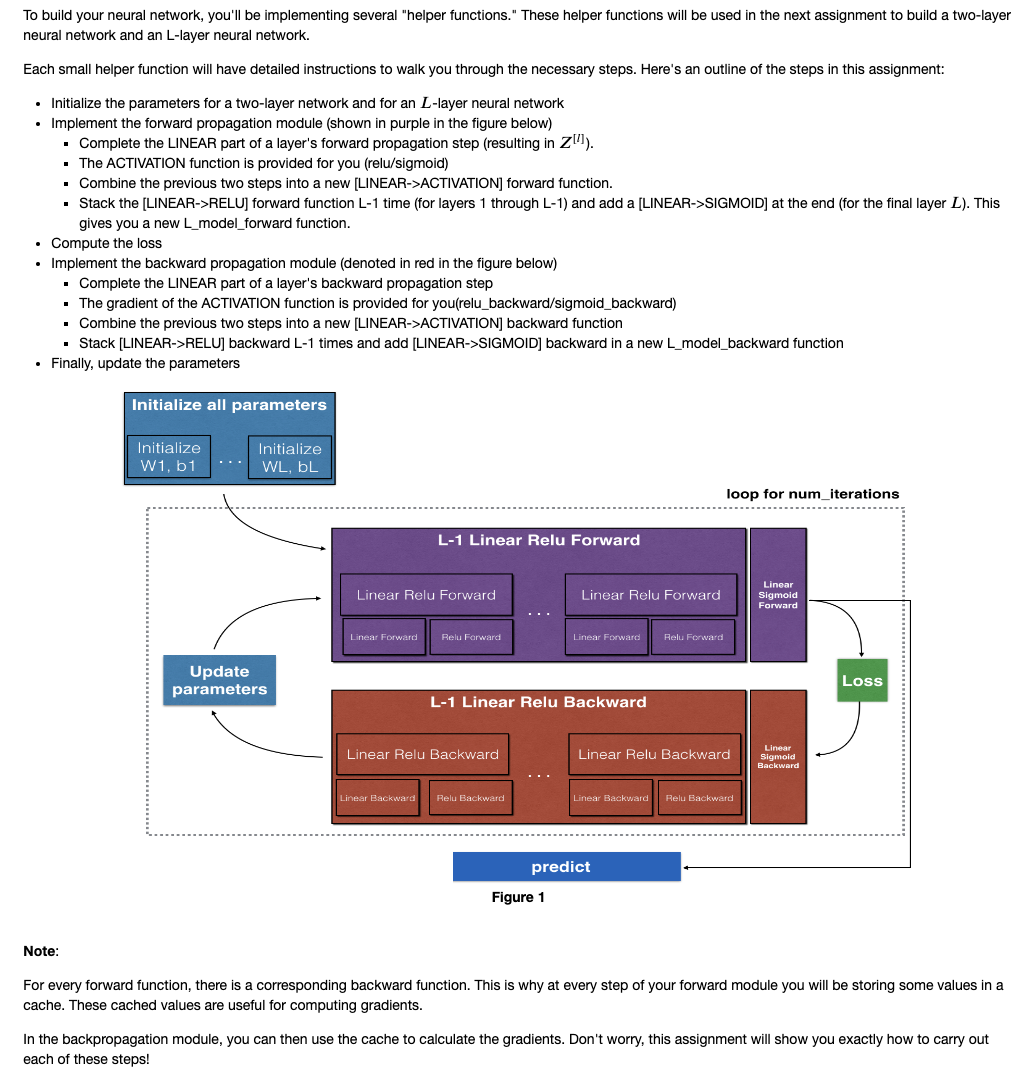 To build your neural network, you'll be implementing several "helper functions." These helper functions will be used in the next assignment to build a two-layer
neural network and an L-layer neural network.
Each small helper function will have detailed instructions to walk you through the necessary steps. Here's an outline of the steps in this assignment:
• Initialize the parameters for a two-layer network and for an L-layer neural network
• Implement the forward propagation module (shown in purple in the figure below)
▪ Complete the LINEAR part of a layer's forward propagation step (resulting in Z^[l]).
▪ The ACTIVATION function is provided for you (relu/sigmoid)
▪ Combine the previous two steps into a new [LINEAR->ACTIVATION] forward function.
▪ Stack the [LINEAR->RELU] forward function L-1 time (for layers 1 through L-1) and add a [LINEAR->SIGMOID] at the end (for the final layer L). This
gives you a new L_model_forward function.
• Compute the loss
• Implement the backward propagation module (denoted in red in the figure below)
▪ Complete the LINEAR part of a layer's backward propagation step
▪ The gradient of the ACTIVATION function is provided for you(relu_backward/sigmoid_backward)
▪ Combine the previous two steps into a new [LINEAR->ACTIVATION] backward function
▪ Stack [LINEAR->RELU] backward L-1 times and add [LINEAR->SIGMOID] backward in a new L_model_backward function
• Finally, update the parameters
Initialize all parameters
Initialize
W1, b1
...
Initialize
WL, bL
loop for num_iterations
L-1 Linear Relu Forward
Linear Relu Forward
...
Linear Relu Forward
Linear Forward
Relu Forward
Linear Forward
Relu Forward
Linear
Sigmoid
Forward
Update
parameters
Loss
L-1 Linear Relu Backward
Linear Relu Backward
...
Linear Relu Backward
Linear Backward
Relu Backward
Linear Backward
Relu Backward
Linear
Sigmoid
Backward
predict
Figure 1
Note:
For every forward function, there is a corresponding backward function. This is why at every step of your forward module you will be storing some values in a
cache. These cached values are useful for computing gradients.
In the backpropagation module, you can then use the cache to calculate the gradients. Don't worry, this assignment will show you exactly how to carry out
each of these steps!